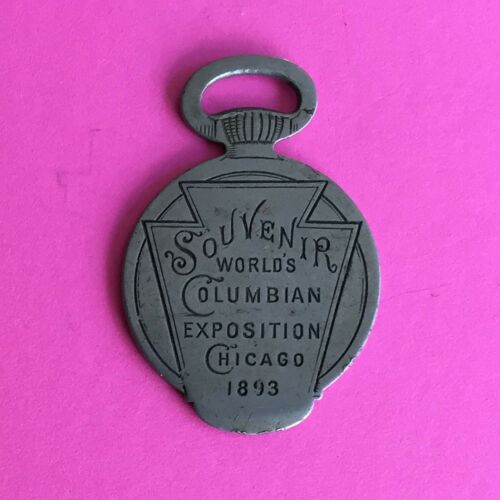 SOUVENIR
WORLD'S
COLUMBIAN
EXPOSITION
CHICAGO
1893